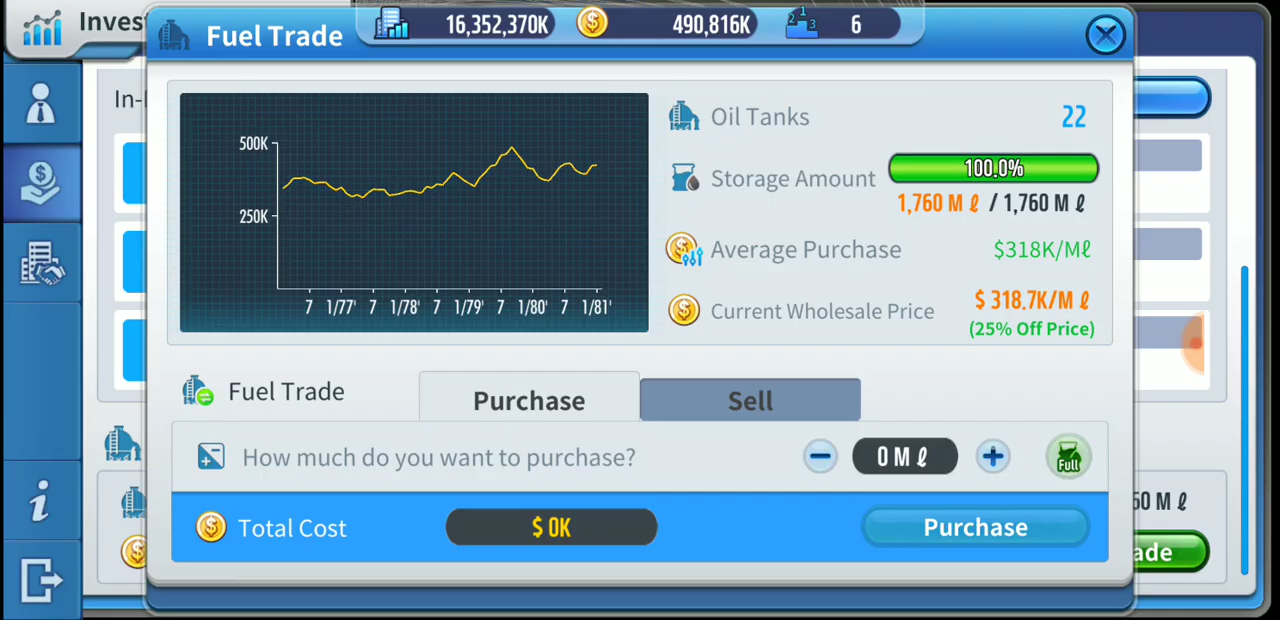 Inves
Fuel Trade
16,352,370K
490,816K
6
In-
Oil Tanks
22
500K
250K
7 1/77' 7 1/78' 7 1/79' 7 1/80' 7 1/81'
Storage Amount
100.0%
1,760 M ℓ / 1,760 M ℓ
Average Purchase
$318K/Mℓ
Current Wholesale Price
$ 318.7K/M ℓ
(25% Off Price)
Fuel Trade
Purchase
Sell
How much do you want to purchase?
0 M ℓ
Full
Total Cost
$ 0K
Purchase
50 M ℓ
ade